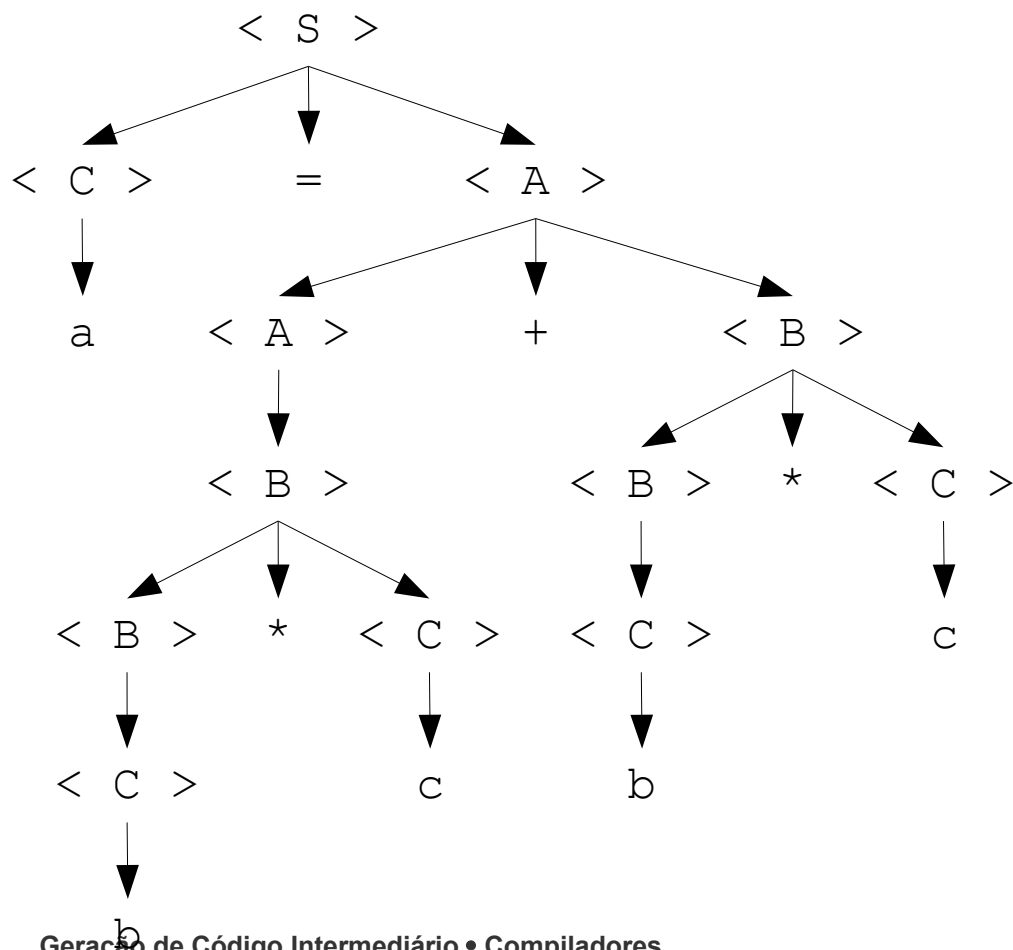 < S >
< C > = < A >
a < A > + < B >
< B > < B > * < C >
< B > * < C > < C > c
< C > c b
b
Geração de Código Intermediário • Compiladores